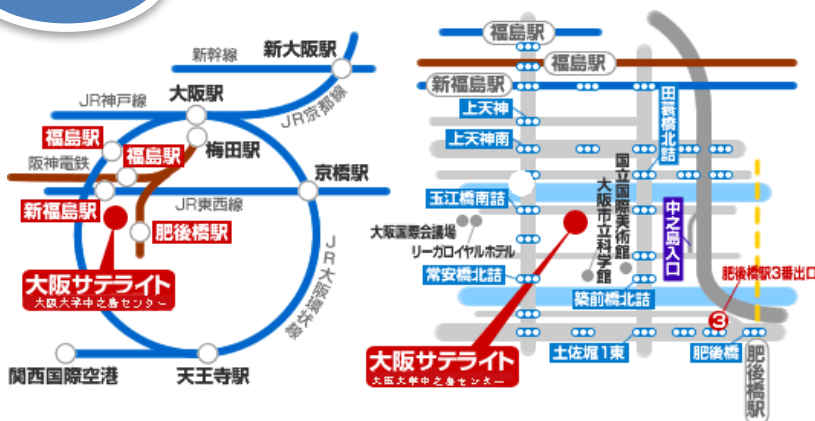 新幹線
新大阪駅
JR神戸線
大阪駅
JR京都線
福島駅
阪神電鉄
福島駅
梅田駅
京橋駅
新福島駅
JR東西線
肥後橋駅
大阪サテライト
大阪大学中之島センター
JR大阪環状線
関西国際空港
天王寺駅
福島駅
福島駅
新福島駅
上天神
田蓑橋北詰
上天神南
国立国際美術館
大阪市立科学館
玉江橋南詰
中之島入口
大阪国際会議場
リーガロイヤルホテル
常安橋北詰
肥後橋駅3番出口
筑前橋北詰
3
大阪サテライト
大阪大学中之島センター
土佐堀1東
肥後橋
肥後橋駅